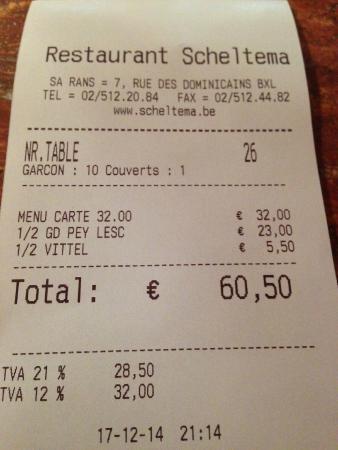 Restaurant Scheltema
SA RANS = 7, RUE DES DOMINICAINS BXL
TEL = 02/512.20.84 FAX = 02/512.44.82
www.scheltema.be
NR.TABLE 26
GARCON : 10 Couverts : 1
MENU CARTE 32.00 € 32,00
1/2 GD PEY LESC € 23,00
1/2 VITTEL € 5,50
Total: € 60,50
TVA 21 % 28,50
TVA 12 % 32,00
17-12-14 21:14